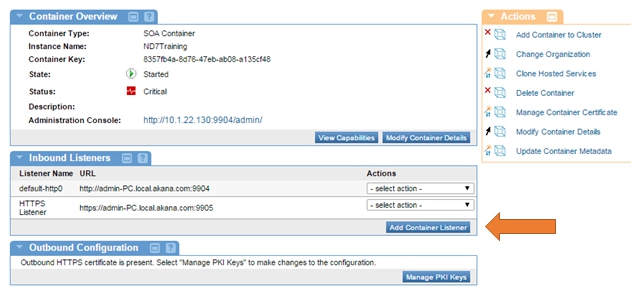 Container Overview
Container Type: SOA Container
Instance Name: ND7Training
Container Key: 8357fb4a-8d76-47eb-ab08-a135cf48
State: Started
Status: Critical
Description:
Administration Console: http://10.1.22.130:9904/admin/
View Capabilities Modify Container Details
Inbound Listeners
Listener Name URL Actions
default-http0 http://admin-PC.local.akana.com:9904 - select action -
HTTPS Listener https://admin-PC.local.akana.com:9905 - select action -
Add Container Listener
Outbound Configuration
Outbound HTTPS certificate is present. Select "Manage PKI Keys" to make changes to the configuration.
Manage PKI Keys
Actions
Add Container to Cluster
Change Organization
Clone Hosted Services
Delete Container
Manage Container Certificate
Modify Container Details
Update Container Metadata